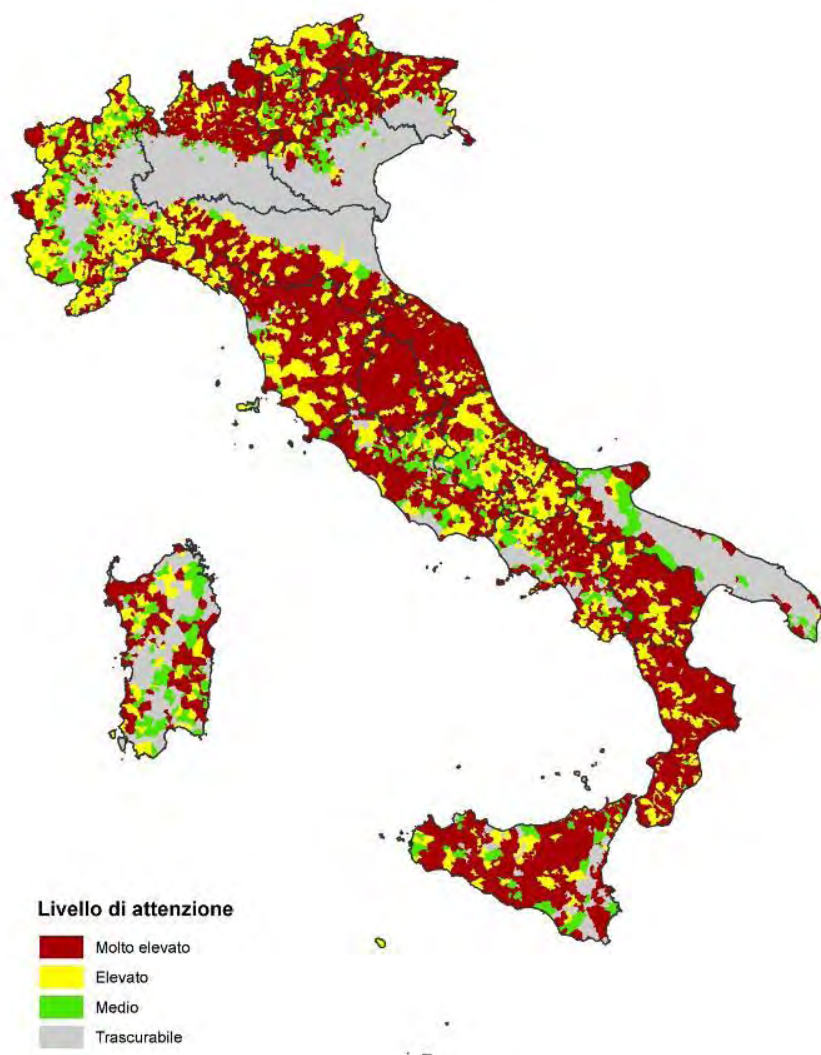 Livello di attenzione
Molto elevato
Elevato
Medio
Trascurabile